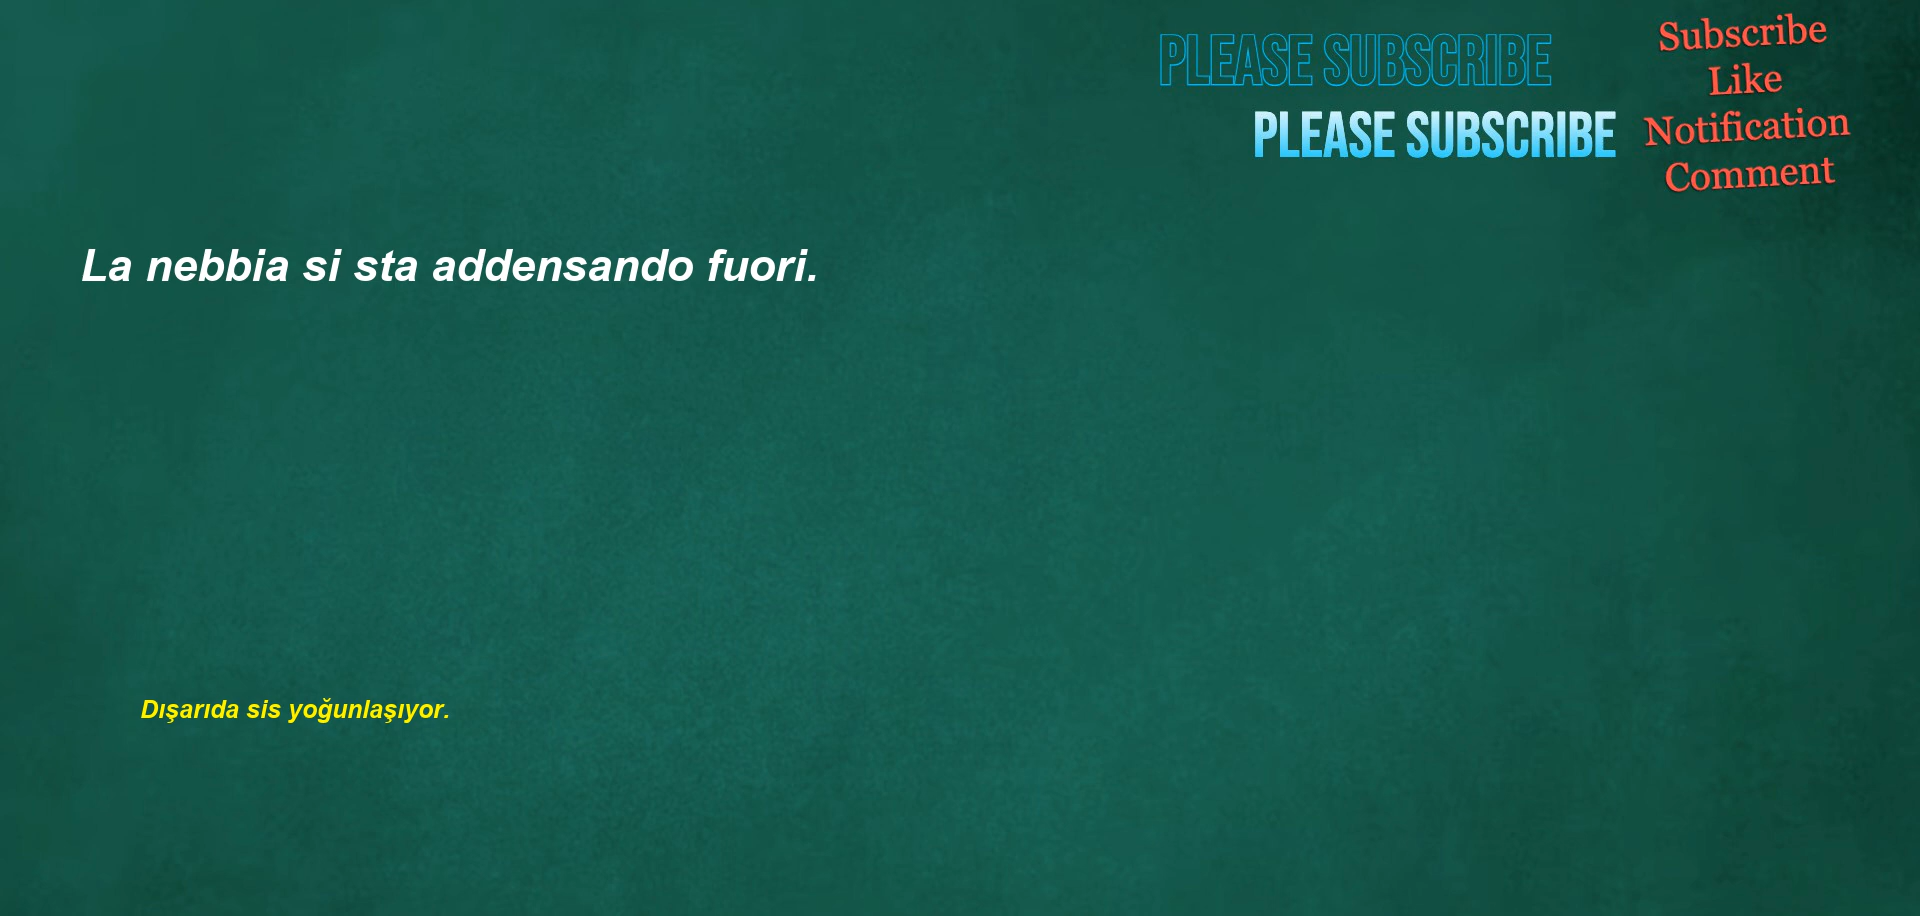 PLEASE SUBSCRIBE
PLEASE SUBSCRIBE
Subscribe
Like
Notification
Comment
La nebbia si sta addensando fuori.
Dışarıda sis yoğunlaşıyor.